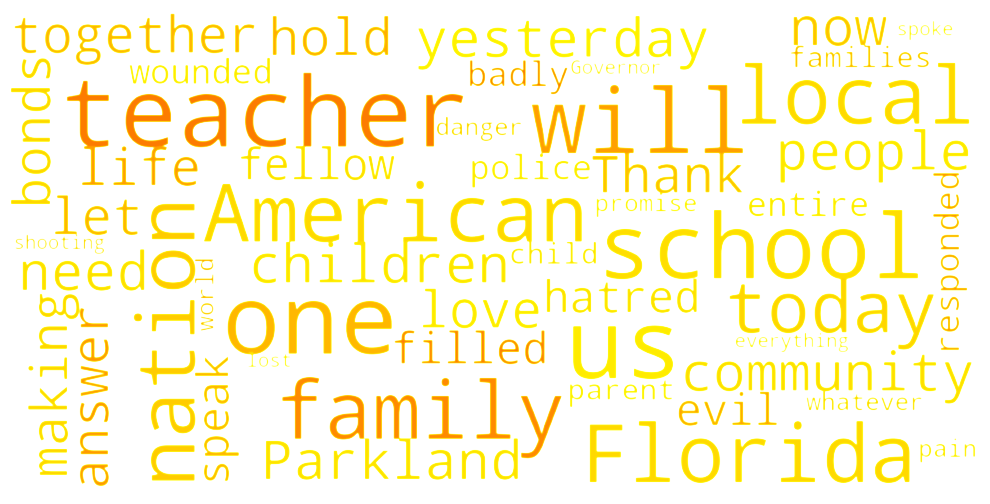 together
hold
yesterday
now
spoke
families
wounded
badly
Governor
bonds
teacher
danger
will
local
life
fellow
police
Thank
people
let
American
promise
entire
responded
shooting
need
nation
world
children
child
school
one
love
hatred
today
making
answer
speak
lost
filled
us
everything
community
family
parent
evil
whatever
Parkland
Florida
pain